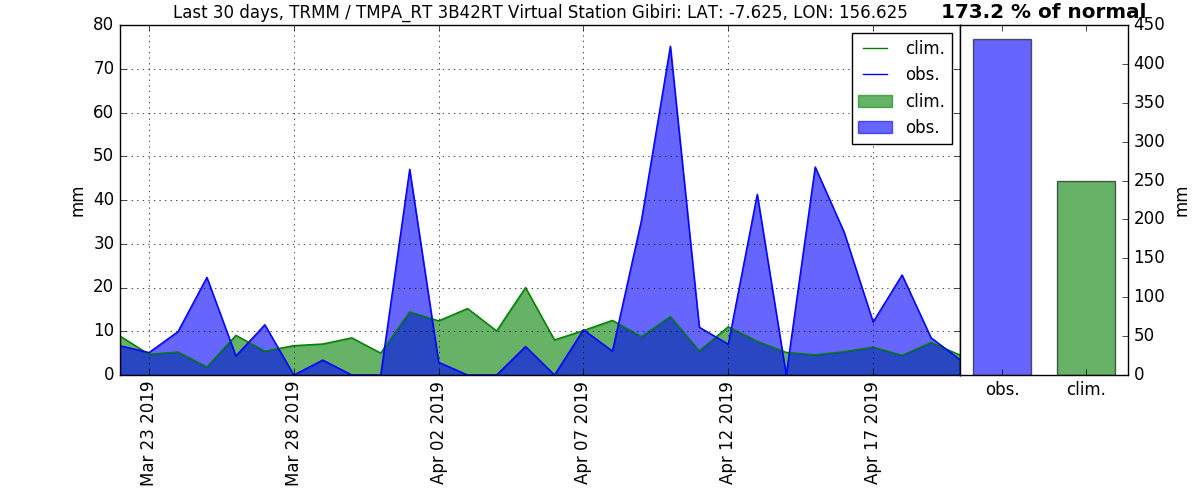 Last 30 days, TRMM / TMPA_RT 3B42RT Virtual Station Gibiri: LAT: -7.625, LON: 156.625
173.2 % of normal
80
70
60
50
40
30
20
10
0
mm
clim.
obs.
clim.
obs.
450
400
350
300
250
200
150
100
50
0
mm
Mar 23 2019
Mar 28 2019
Apr 02 2019
Apr 07 2019
Apr 12 2019
Apr 17 2019
obs.
clim.